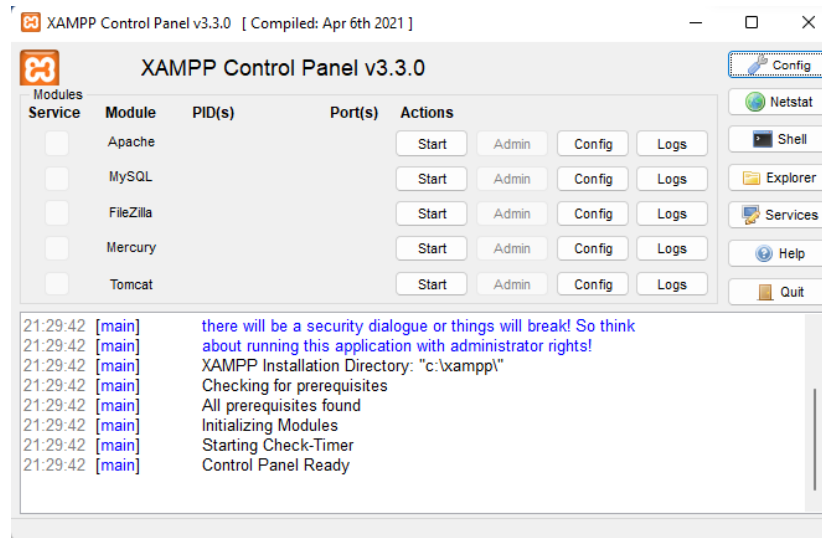 XAMPP Control Panel v3.3.0 [ Compiled: Apr 6th 2021 ]
XAMPP Control Panel v3.3.0
Config
Modules
Service Module PID(s) Port(s) Actions
Netstat
Apache Start Admin Config Logs
Shell
MySQL Start Admin Config Logs
Explorer
FileZilla Start Admin Config Logs
Services
Mercury Start Admin Config Logs
Help
Tomcat Start Admin Config Logs
Quit
21:29:42 [main] there will be a security dialogue or things will break! So think
21:29:42 [main] about running this application with administrator rights!
21:29:42 [main] XAMPP Installation Directory: "c:\xampp\"
21:29:42 [main] Checking for prerequisites
21:29:42 [main] All prerequisites found
21:29:42 [main] Initializing Modules
21:29:42 [main] Starting Check-Timer
21:29:42 [main] Control Panel Ready